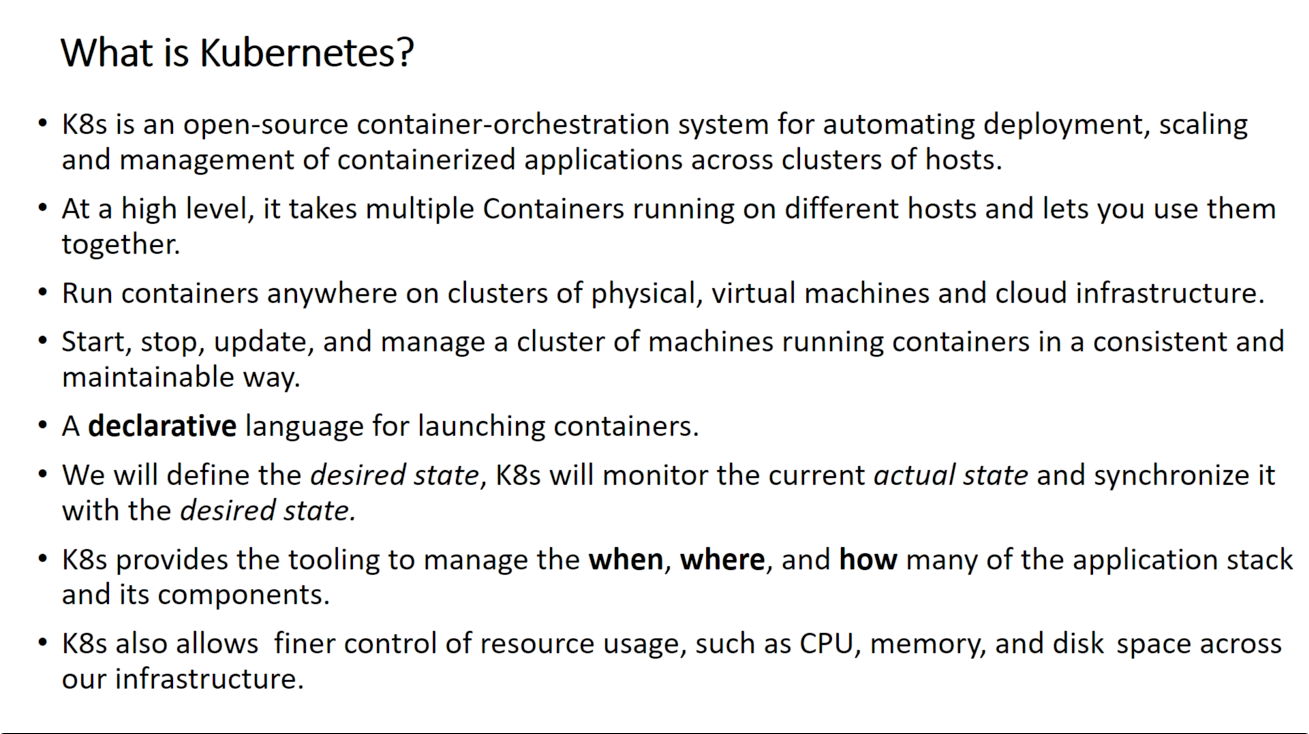 What is Kubernetes?
• K8s is an open-source container-orchestration system for automating deployment, scaling
and management of containerized applications across clusters of hosts.
• At a high level, it takes multiple Containers running on different hosts and lets you use them
together.
• Run containers anywhere on clusters of physical, virtual machines and cloud infrastructure.
• Start, stop, update, and manage a cluster of machines running containers in a consistent and
maintainable way.
• A declarative language for launching containers.
• We will define the desired state, K8s will monitor the current actual state and synchronize it
with the desired state.
• K8s provides the tooling to manage the when, where, and how many of the application stack
and its components.
• K8s also allows finer control of resource usage, such as CPU, memory, and disk space across
our infrastructure.